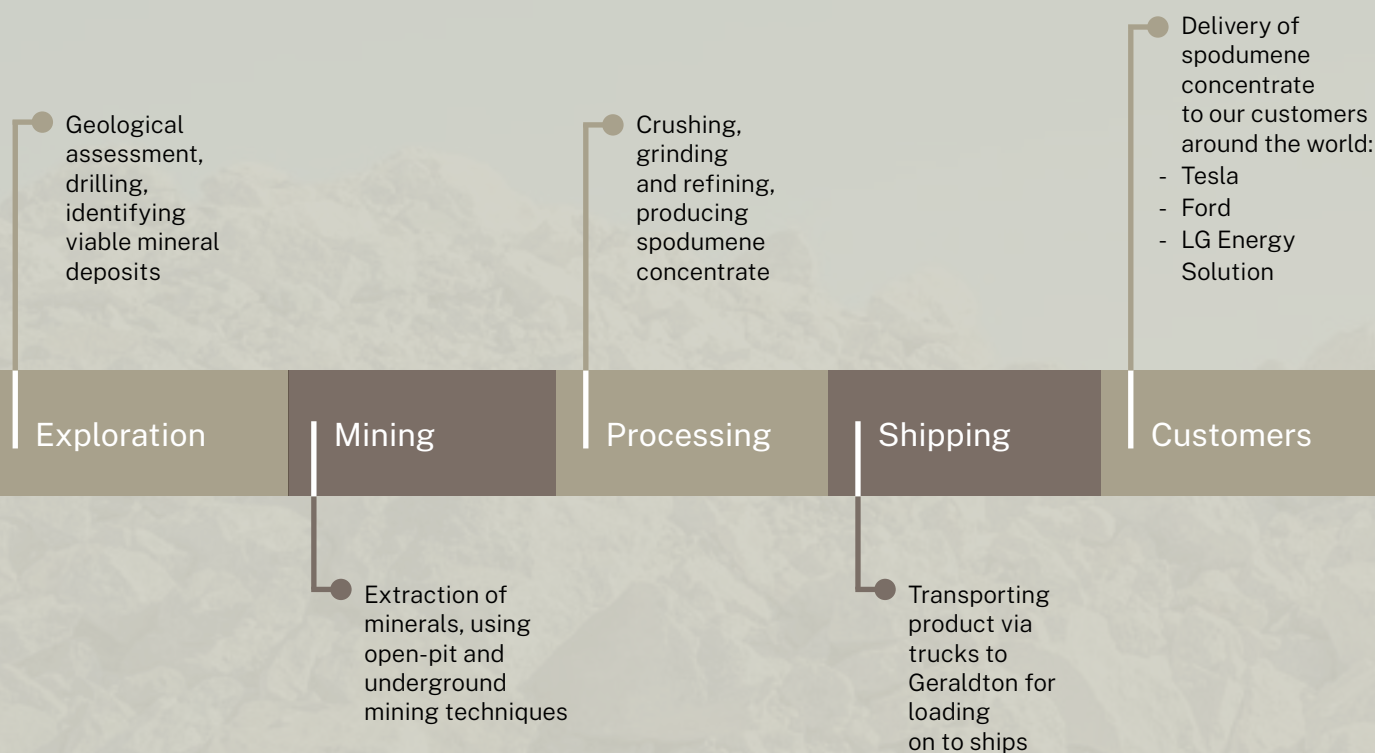 Delivery of
spodumene
concentrate
to our customers
around the world:
- Tesla
- Ford
- LG Energy
Solution
Geological
assessment,
drilling,
identifying
viable mineral
deposits
Crushing,
grinding
and refining,
producing
spodumene
concentrate
Exploration
Mining
Processing
Shipping
Customers
Extraction of
minerals, using
open-pit and
underground
mining techniques
Transporting
product via
trucks to
Geraldton for
loading
on to ships